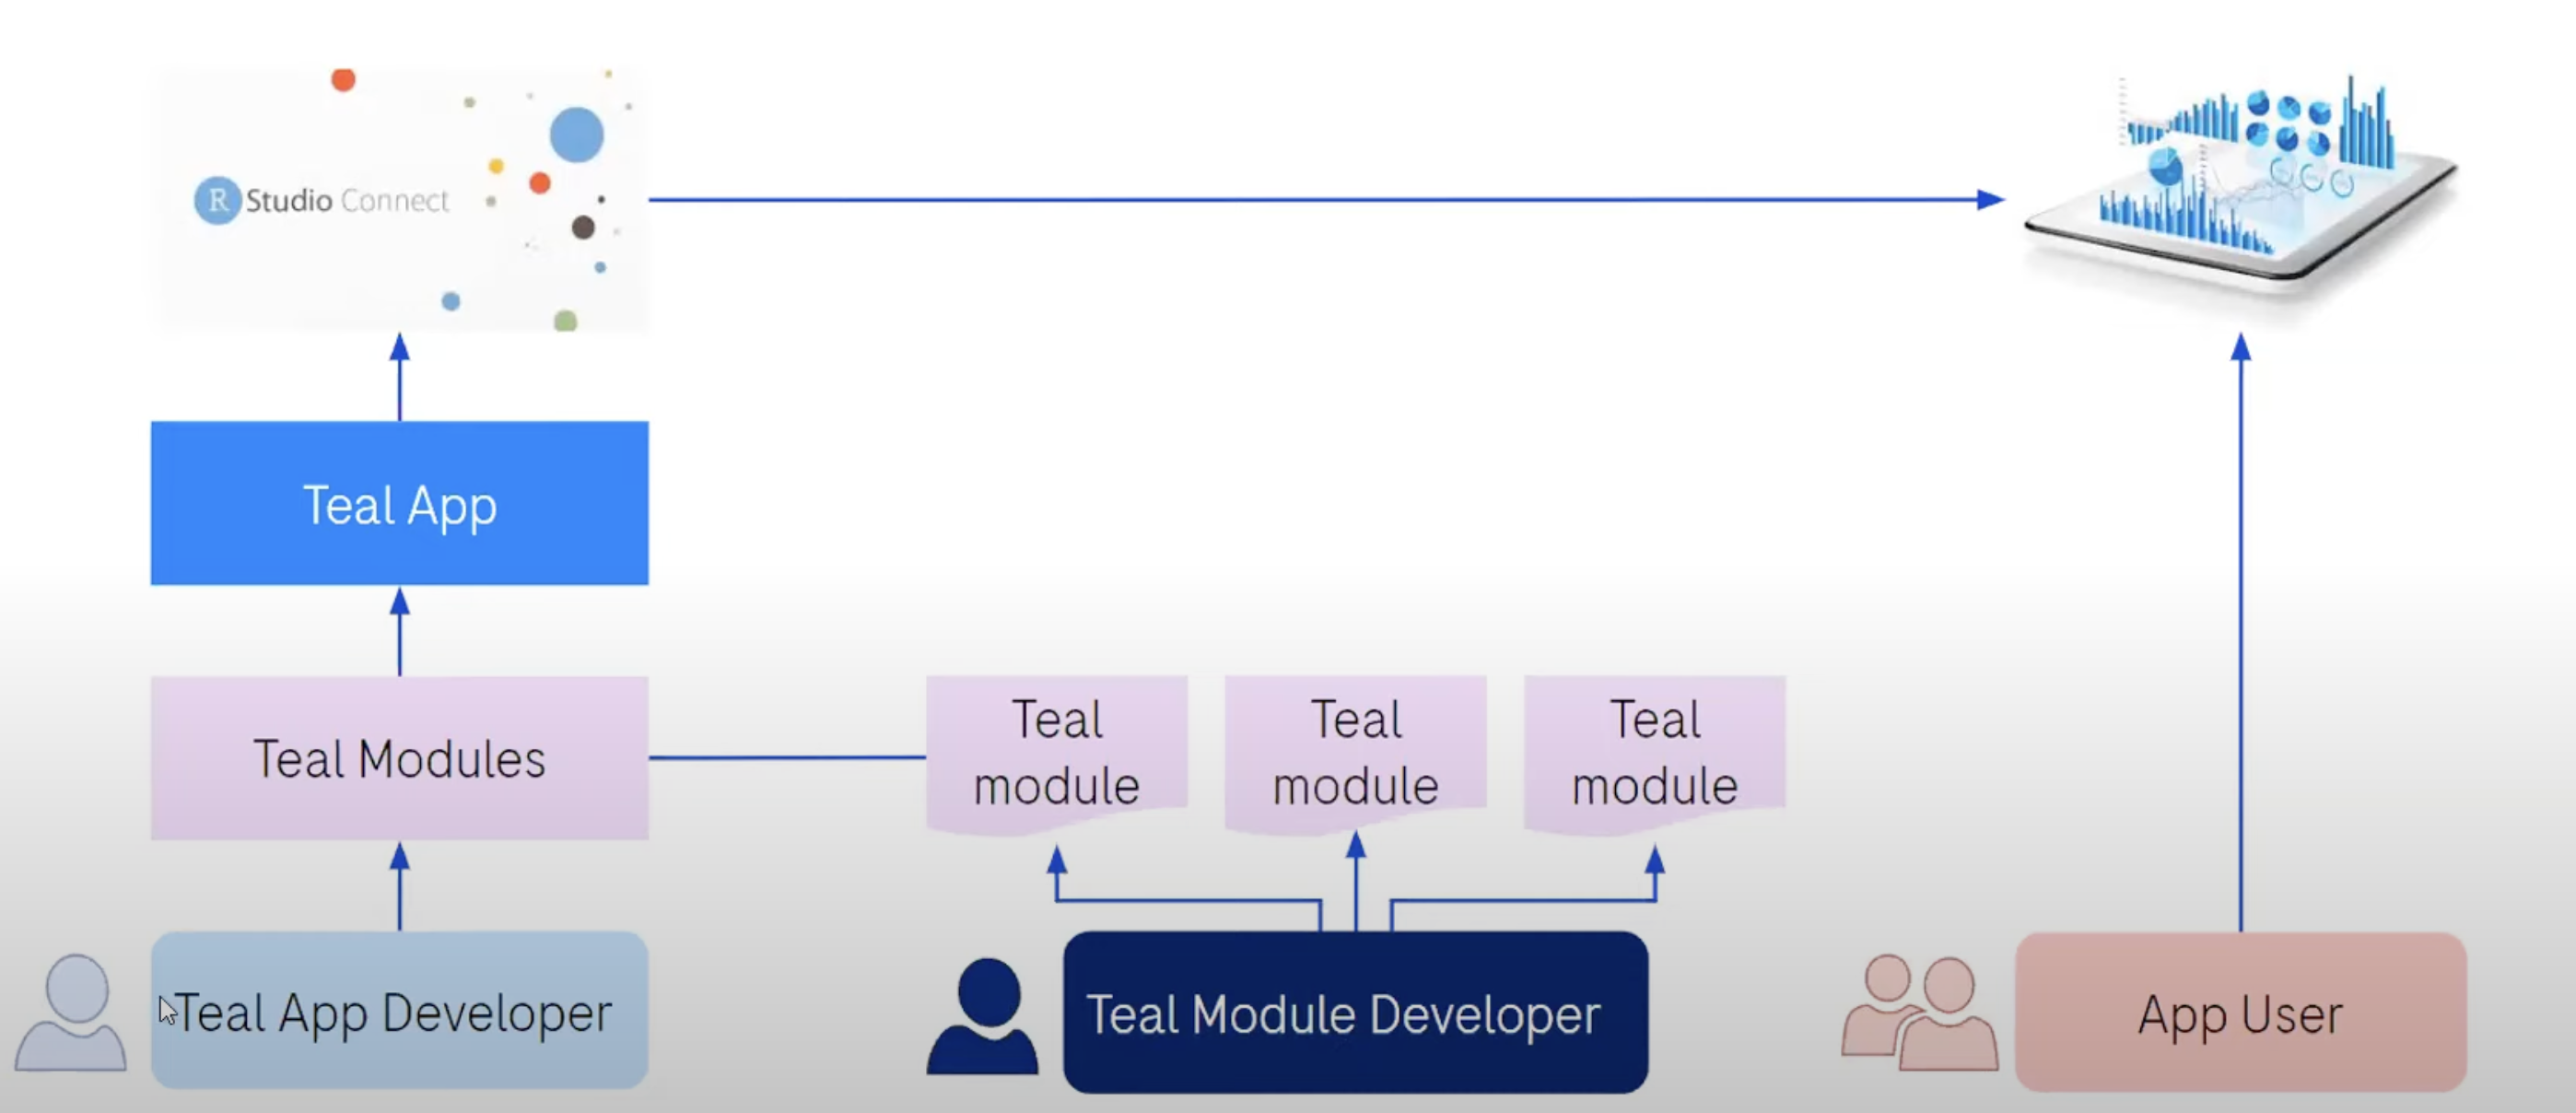 R Studio Connect
Teal App
Teal Modules
Teal
module
Teal
module
Teal
module
Teal App Developer
Teal Module Developer
App User